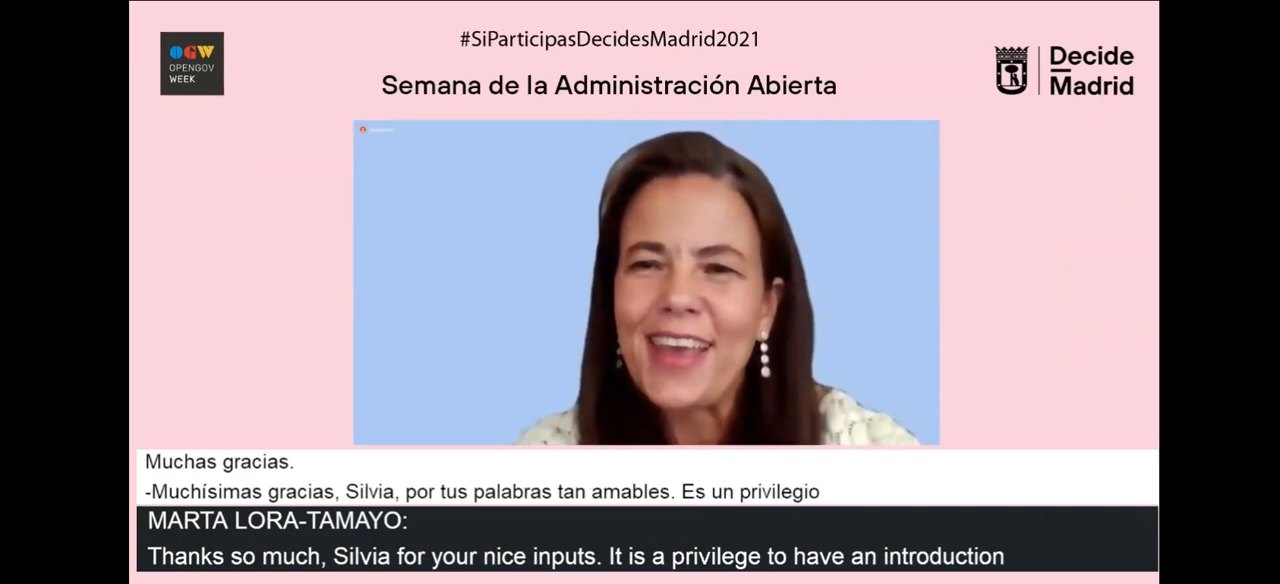 #SiParticipasDecidesMadrid2021
OGW
OPENGOV
WEEK
Semana de la Administración Abierta
Decide
Madrid
Muchas gracias.
-Muchísimas gracias, Silvia, por tus palabras tan amables. Es un privilegio
MARTA LORA-TAMAYO:
Thanks so much, Silvia for your nice inputs. It is a privilege to have an introduction